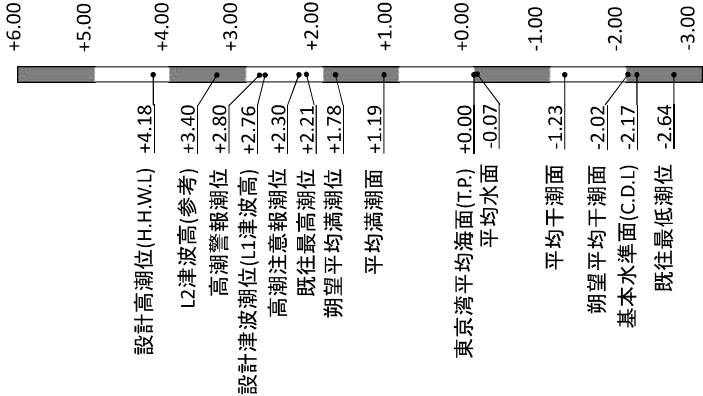 +6.00
+5.00
+4.00
+3.00
+2.00
+1.00
+0.00
-1.00
-2.00
-3.00
設計高潮位(H.H.W.L) +4.18
L2津波高(参考) +3.40
高潮警報潮位 +2.80
設計津波潮位(L1津波高) +2.76
高潮注意報潮位 +2.30
既往最高潮位 +2.21
朔望平均満潮位 +1.78
平均満潮面 +1.19
東京湾平均海面(T.P.) +0.00
平均水面 -0.07
平均干潮面 -1.23
朔望平均干潮面 -2.02
基本水準面(C.D.L) -2.17
既往最低潮位 -2.64